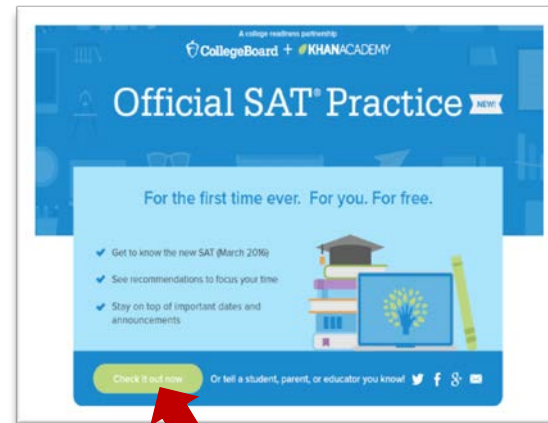 A college readiness partnership
CollegeBoard + KHANACADEMY
Official SAT® Practice NEW!
For the first time ever. For you. For free.
Get to know the new SAT (March 2016)
See recommendations to focus your time
Stay on top of important dates and
announcements
Check it out now Or tell a student, parent, or educator you know!